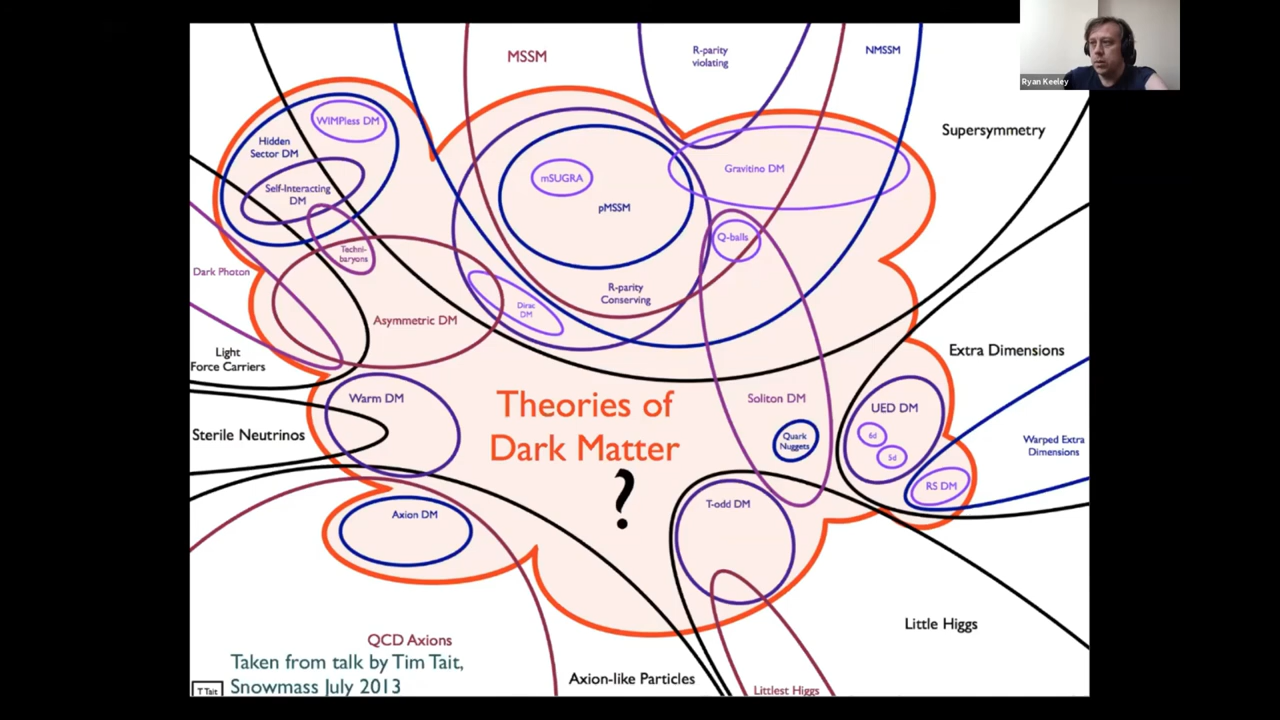 Ryan Keeley
MSSM
R-parity
violating
NMSSM
Supersymmetry
WIMPless DM
Hidden
Sector DM
Self-Interacting
DM
Techni-
baryons
mSUGRA
pMSSM
Gravitino DM
Q-balls
R-parity
Conserving
Dirac
DM
Dark Photon
Asymmetric DM
Light
Force Carriers
Extra Dimensions
Warm DM
Theories of
Dark Matter
?
Soliton DM
Quark
Nuggets
UED DM
6d
5d
Sterile Neutrinos
Warped Extra
Dimensions
RS DM
Axion DM
T-odd DM
Little Higgs
QCD Axions
Taken from talk by Tim Tait,
Snowmass July 2013
T Tait
Axion-like Particles
Littlest Higgs